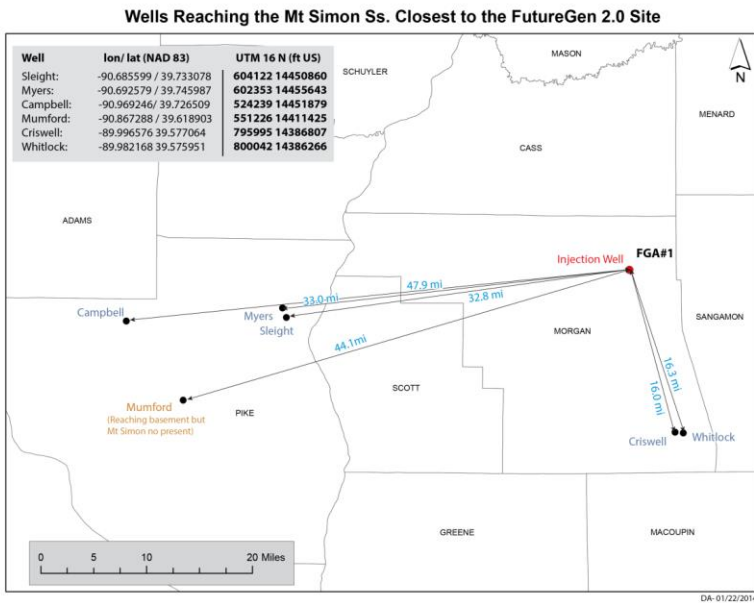 Wells Reaching the Mt Simon Ss. Closest to the FutureGen 2.0 Site
Well lon/ lat (NAD 83) UTM 16 N (ft US)
Sleight: -90.685599 / 39.733078 604122 14450860
Myers: -90.692579 / 39.745987 602353 14455643
Campbell: -90.969246/ 39.726509 524239 14451879
Mumford: -90.867288 / 39.618903 551226 14411425
Criswell: -89.996576 39.577064 795995 14386807
Whitlock: -89.982168 39.575951 800042 14386266
MASON
N
SCHUYLER
MENARD
CASS
ADAMS
FGA#1
Injection Well
47.9 mi
33.0 mi
32.8 mi
Campbell
Myers
Sleight
SANGAMON
MORGAN
44.1mi
16.3 mi
16.0 mi
SCOTT
Mumford
(Reaching basement but
Mt Simon no present)
PIKE
Criswell
Whitlock
GREENE
MACOUPIN
0 5 10 20 Miles
DA- 01/22/2014